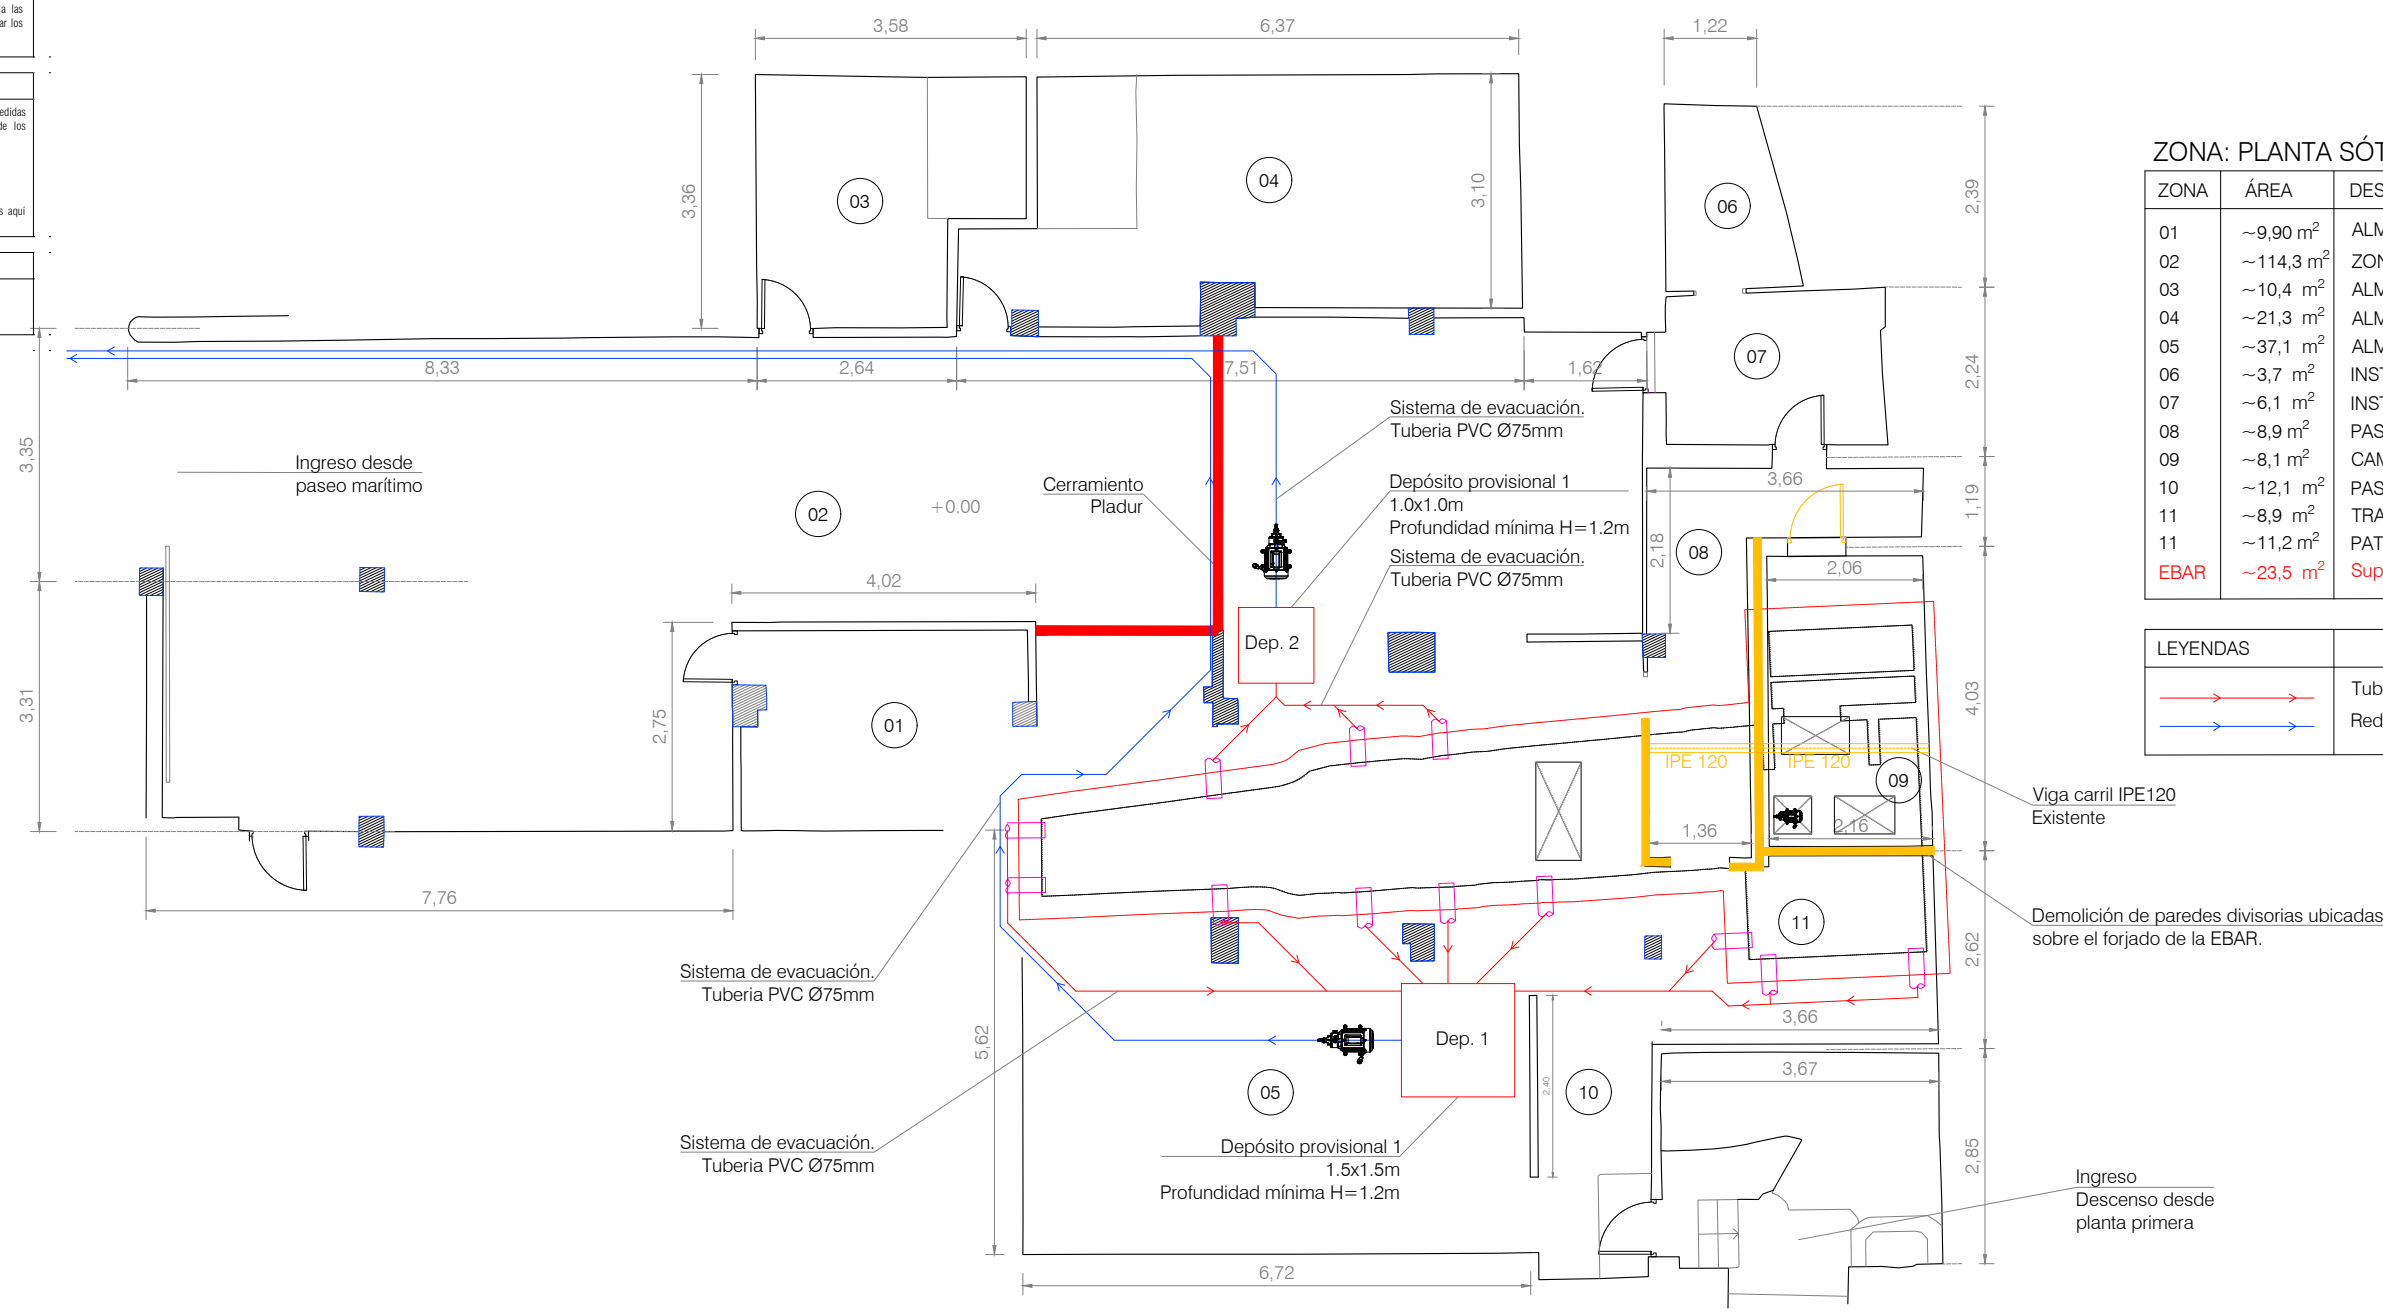 a las
ar los
edidas
de los
s aquí
3,58
6,37
1,22
3,36
3,10
2,39
03
04
06
07
8,33
2,64
7,51
1,62
2,24
3,35
Ingreso desde
paseo marítimo
02
+0.00
Cerramiento
Pladur
Sistema de evacuación.
Tuberia PVC Ø75mm
Depósito provisional 1
1.0x1.0m
Profundidad mínima H=1.2m
Sistema de evacuación.
Tuberia PVC Ø75mm
3,66
1,19
2,18
08
2,06
4,02
Dep. 2
3,31
2,75
01
4,03
IPE 120
IPE 120
09
1,36
2,16
Viga carril IPE120
Existente
7,76
11
Demolición de paredes divisorias ubicadas
sobre el forjado de la EBAR.
2,62
Sistema de evacuación.
Tuberia PVC Ø75mm
5,62
Dep. 1
3,66
3,67
2,40
05
10
Sistema de evacuación.
Tuberia PVC Ø75mm
Depósito provisional 1
1.5x1.5m
Profundidad mínima H=1.2m
2,85
Ingreso
Descenso desde
planta primera
6,72
ZONA: PLANTA SÓT
ZONA ÁREA DES
01 ~9,90 m² ALM
02 ~114,3 m² ZON
03 ~10,4 m² ALM
04 ~21,3 m² ALM
05 ~37,1 m² ALM
06 ~3,7 m² INST
07 ~6,1 m² INST
08 ~8,9 m² PAS
09 ~8,1 m² CAM
10 ~12,1 m² PAS
11 ~8,9 m² TRA
11 ~11,2 m² PAT
EBAR ~23,5 m² Sup
LEYENDAS
Tub
Red